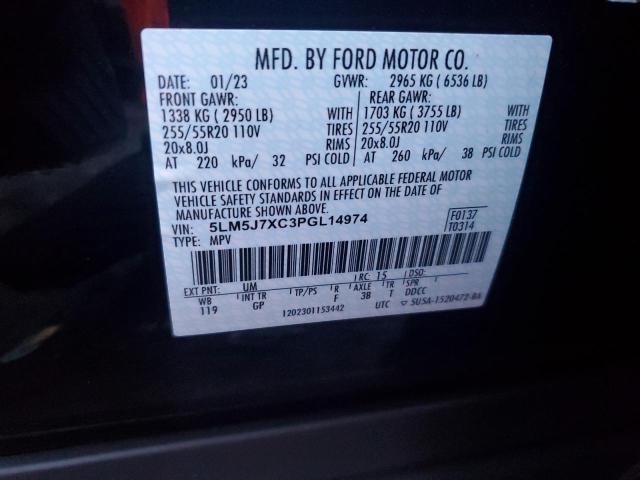 MFD. BY FORD MOTOR CO.
DATE: 01/23 GVWR: 2965 KG ( 6536 LB)
FRONT GAWR: REAR GAWR:
1338 KG ( 2950 LB) WITH 1703 KG ( 3755 LB) WITH
255/55R20 110V TIRES 255/55R20 110V TIRES
20x8.0J RIMS 20x8.0J RIMS
AT 220 kPa/ 32 PSI COLD AT 260 kPa/ 38 PSI COLD
THIS VEHICLE CONFORMS TO ALL APPLICABLE FEDERAL MOTOR
VEHICLE SAFETY STANDARDS IN EFFECT ON THE DATE OF
MANUFACTURE SHOWN ABOVE.
VIN: 5LM5J7XC3PGL14974 F0137
TYPE: MPV T0314
EXT PNT: UM RC: 15 DSO:
WB INT TR TP/PS R AXLE TR SPR
119 GP F 3B T DDCC
1202301153442 UTC 5U5A-1520472-BA